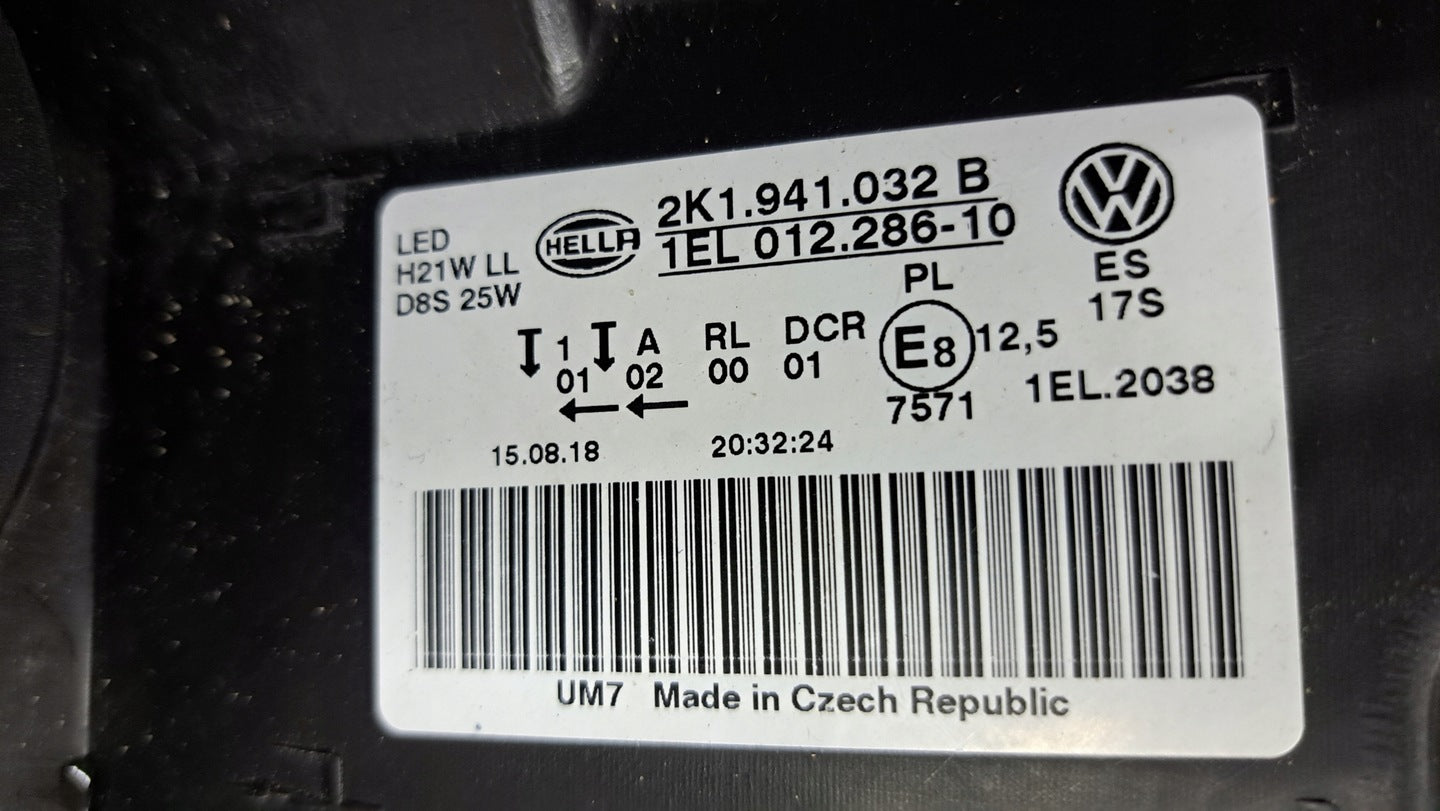 LED
H21W LL
D8S 25W
HELLA
2K1.941.032 B
1EL 012.286-10
ES
17S
PL
1 A RL DCR E8 12,5
01 02 00 01
7571
1EL.2038
15.08.18 20:32:24
UM7 Made in Czech Republic